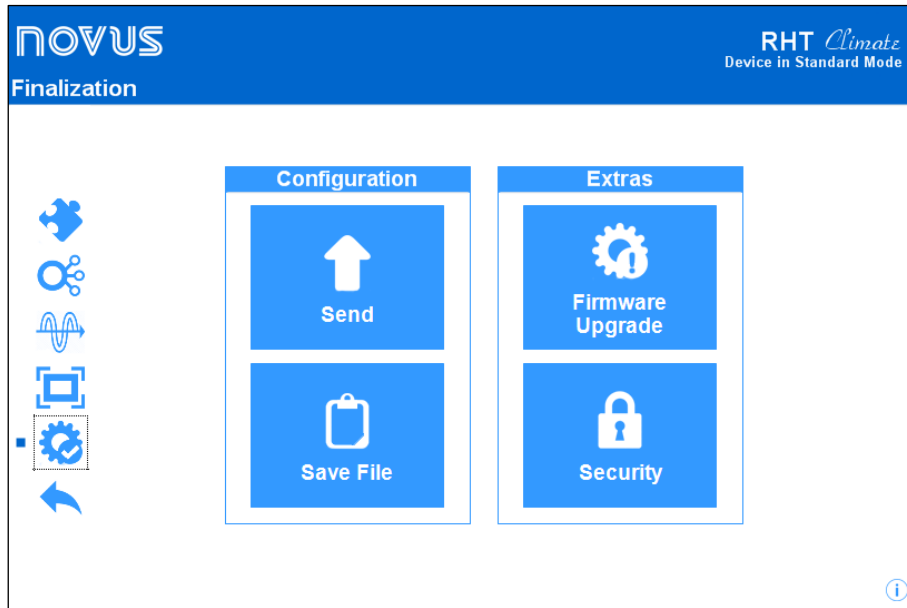 NOVUS
RHT Climate
Device in Standard Mode
Finalization
Configuration
Send
Save File
Extras
Firmware
Upgrade
Security
i